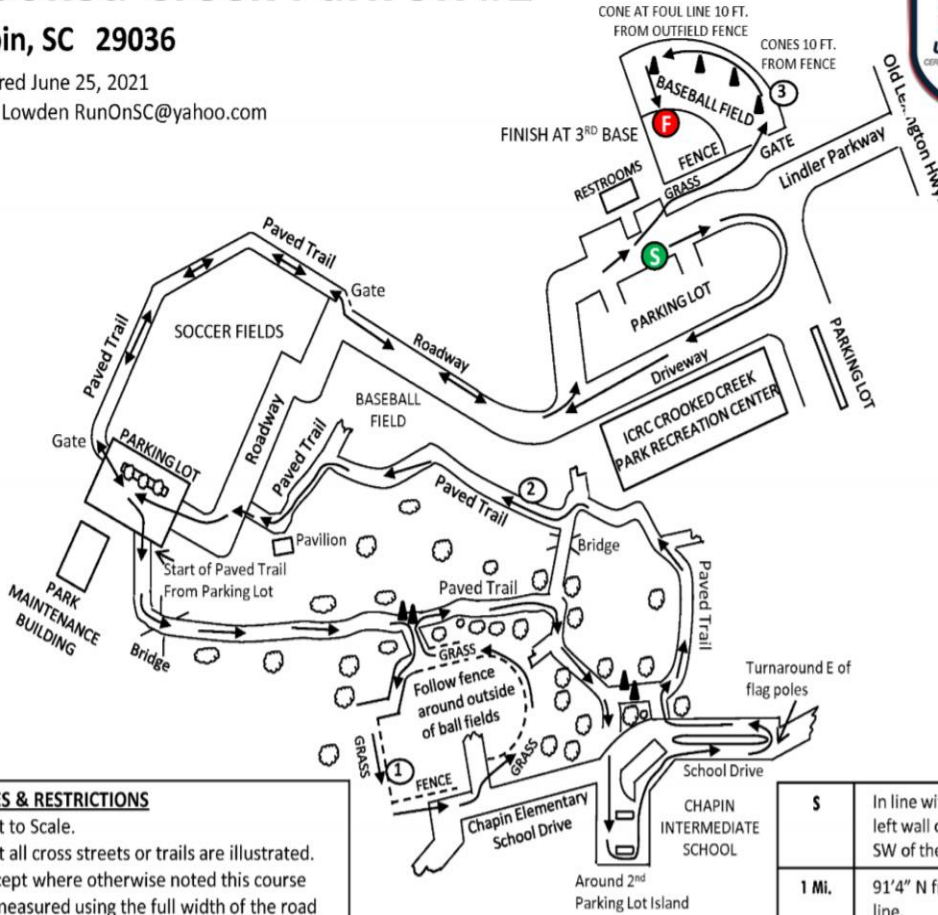 pin, SC 29036
red June 25, 2021
Lowden RunOnSC@yahoo.com
CONE AT FOUL LINE 10 FT.
FROM OUTFIELD FENCE
CONES 10 FT.
FROM FENCE
3
BASEBALL FIELD
F
FINISH AT 3RD BASE
FENCE
GATE
Lindler Parkway
RESTROOMS
GRASS
S
PARKING LOT
PARKING LOT
Driveway
ICRC CROOKED CREEK
PARK RECREATION CENTER
Paved Trail
Gate
SOCCER FIELDS
Roadway
Paved Trail
BASEBALL
FIELD
Roadway
Paved Trail
Gate
PARKING LOT
2
Paved Trail
Pavilion
Bridge
Start of Paved Trail
From Parking Lot
PARK
MAINTENANCE
BUILDING
Bridge
Paved Trail
Paved Trail
GRASS
Follow fence
around outside
of ball fields
GRASS
1
FENCE
GRASS
Turnaround E of
flag poles
School Drive
Chapin Elementary
School Drive
CHAPIN
INTERMEDIATE
SCHOOL
Around 2nd
Parking Lot Island
ES & RESTRICTIONS
t to Scale.
t all cross streets or trails are illustrated.
cept where otherwise noted this course
measured using the full width of the road
S In line wi
left wall o
SW of the
1 Mi. 91'4" N f
line.